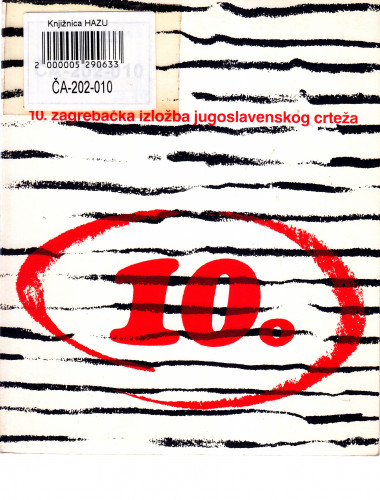 Knjižnica HAZU
2 000005 290633
ČA-202-010
10. zagrebačka izložba jugoslavenskog crteža
10.